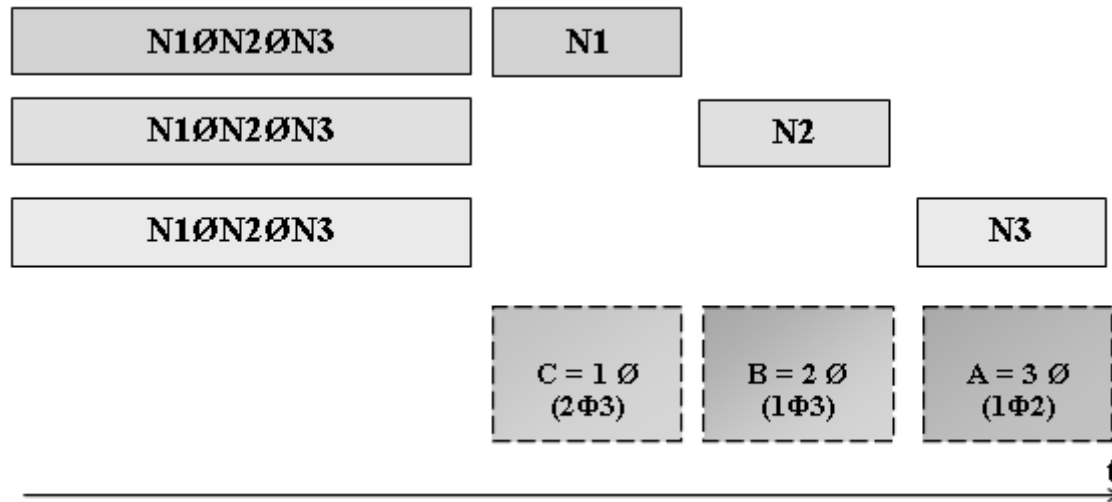 N1ØN2ØN3 N1
N1ØN2ØN3 N2
N1ØN2ØN3 N3
C = 1 Ø B = 2 Ø A = 3 Ø
(2Φ3) (1Φ3) (1Φ2)
t